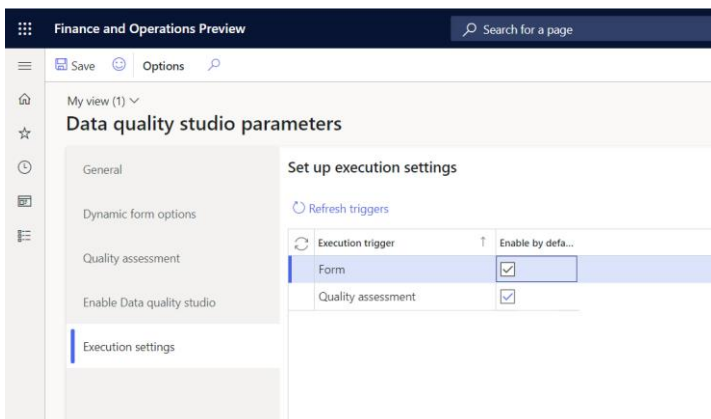 Finance and Operations Preview
Search for a page
Save
Options
My view (1)
Data quality studio parameters
General
Dynamic form options
Quality assessment
Enable Data quality studio
Execution settings
Set up execution settings
Refresh triggers
Execution trigger
Enable by defa...
Form
Quality assessment